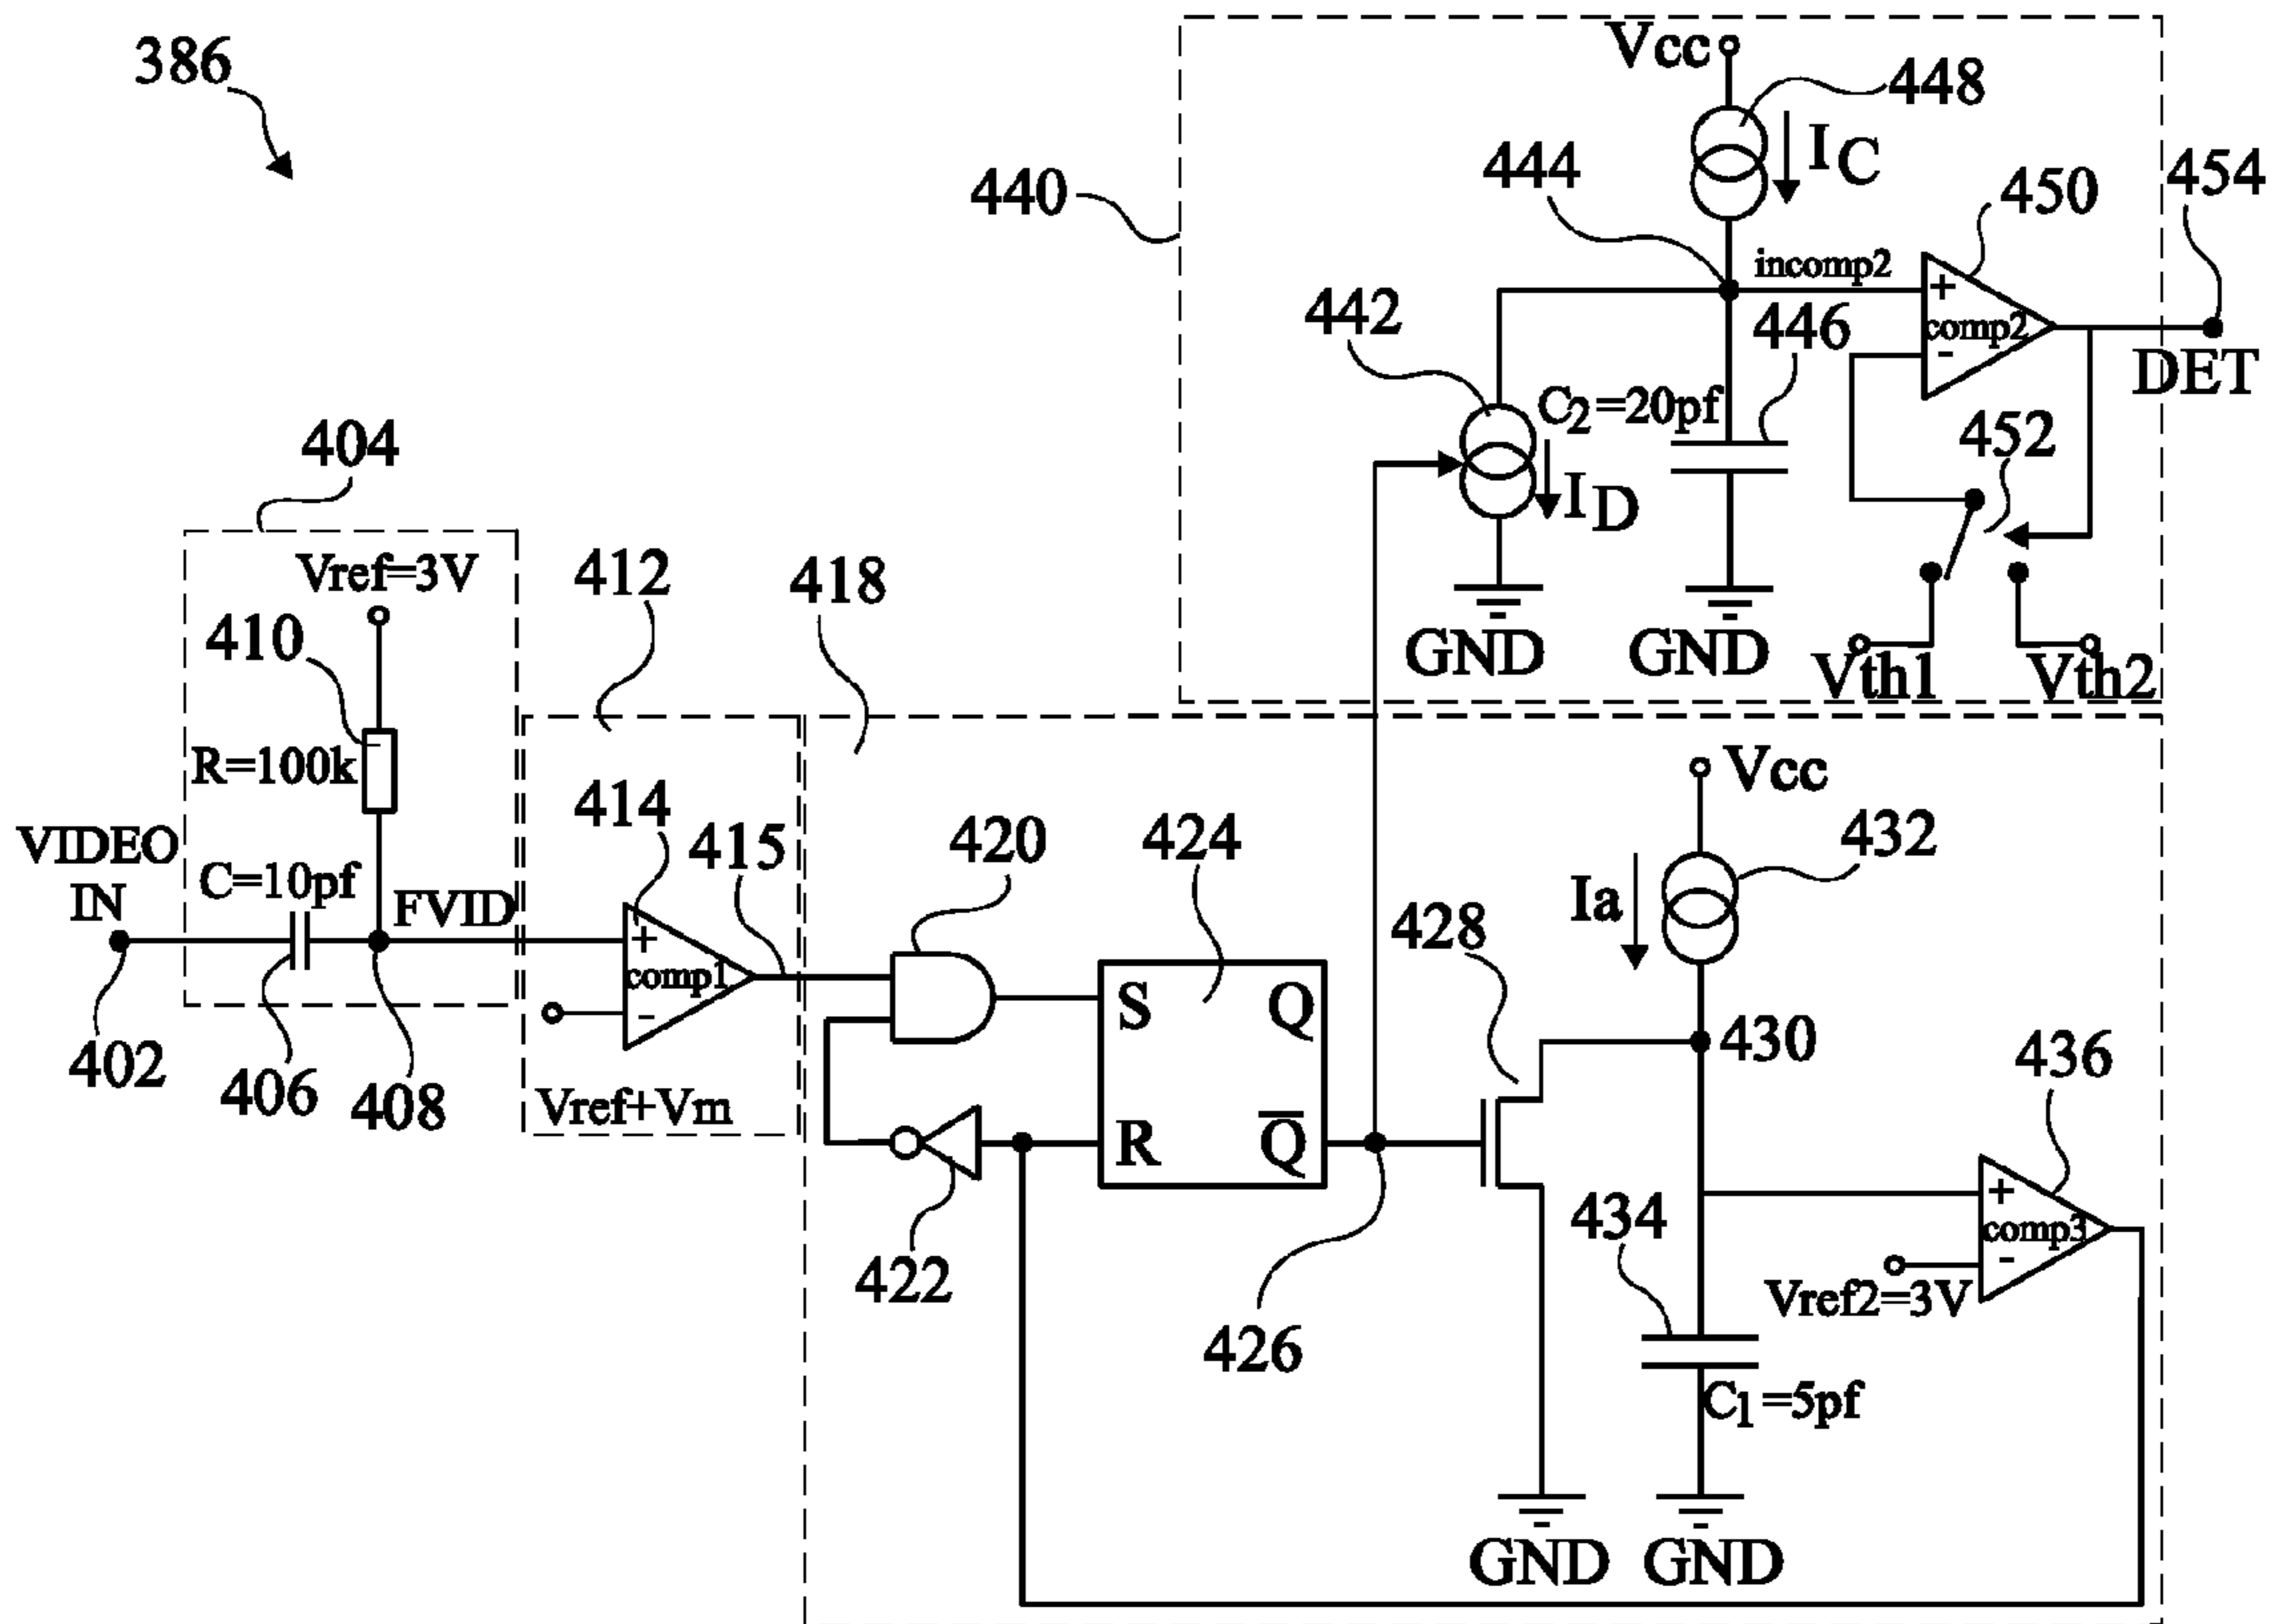 386
Vcc
448
I C
444
450
454
440
incomp2
+
comp2
-
442
446
DET
C2 =20pf
452
I D
404
Vref=3V
412
418
GND
GND
Vth1
Vth2
410
R=100k
Vcc
414
420
424
432
VIDEO
IN
C=10pf
FVID
415
Ia
428
+
comp1
-
S
Q
430
436
402
406
408
Vref+Vm
R
Q
434
+
comp3
-
422
Vref2=3V
426
C1 =5pf
GND
GND